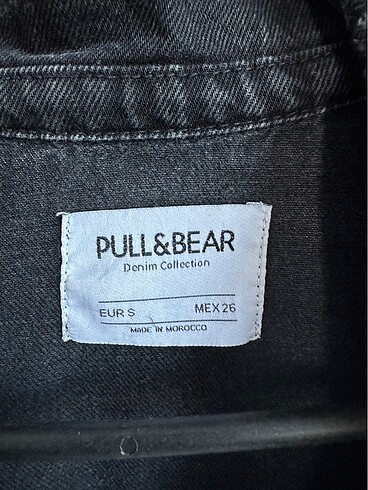 PULL&BEAR
Denim Collection
EUR S MEX 26
MADE IN MOROCCO